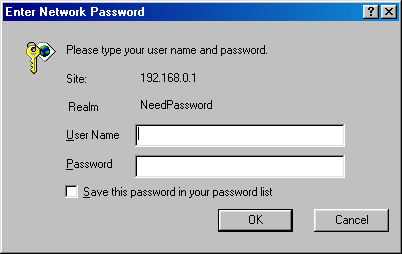 Enter Network Password
Please type your user name and password.
Site: 192.168.0.1
Realm NeedPassword
User Name
Password
Save this password in your password list
OK Cancel